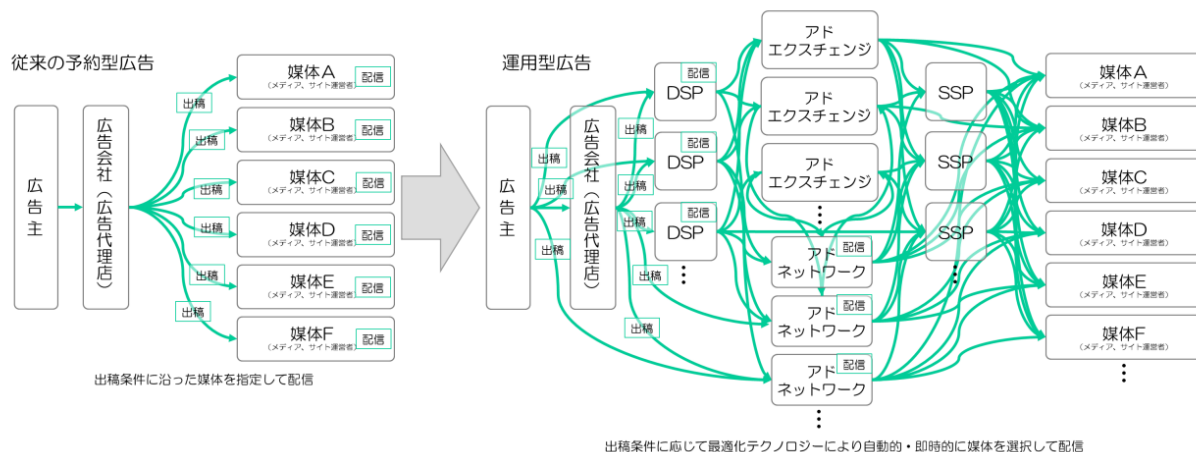 従来の予約型広告
広告主
広告会社（広告代理店）
出稿
出稿
出稿
出稿
出稿
出稿
媒体A
（メディア、サイト運営者）
配信
媒体B
（メディア、サイト運営者）
配信
媒体C
（メディア、サイト運営者）
配信
媒体D
（メディア、サイト運営者）
配信
媒体E
（メディア、サイト運営者）
配信
媒体F
（メディア、サイト運営者）
配信
出稿条件に沿った媒体を指定して配信
運用型広告
広告主
広告会社（広告代理店）
出稿
出稿
出稿
出稿
出稿
出稿
出稿
出稿
出稿
出稿
配信
DSP
配信
DSP
配信
DSP
アド
エクスチェンジ
アド
エクスチェンジ
アド
エクスチェンジ
配信
アド
ネットワーク
配信
アド
ネットワーク
配信
アド
ネットワーク
SSP
SSP
SSP
媒体A
（メディア、サイト運営者）
媒体B
（メディア、サイト運営者）
媒体C
（メディア、サイト運営者）
媒体D
（メディア、サイト運営者）
媒体E
（メディア、サイト運営者）
媒体F
（メディア、サイト運営者）
出稿条件に応じて最適化テクノロジーにより自動的・即時的に媒体を選択して配信